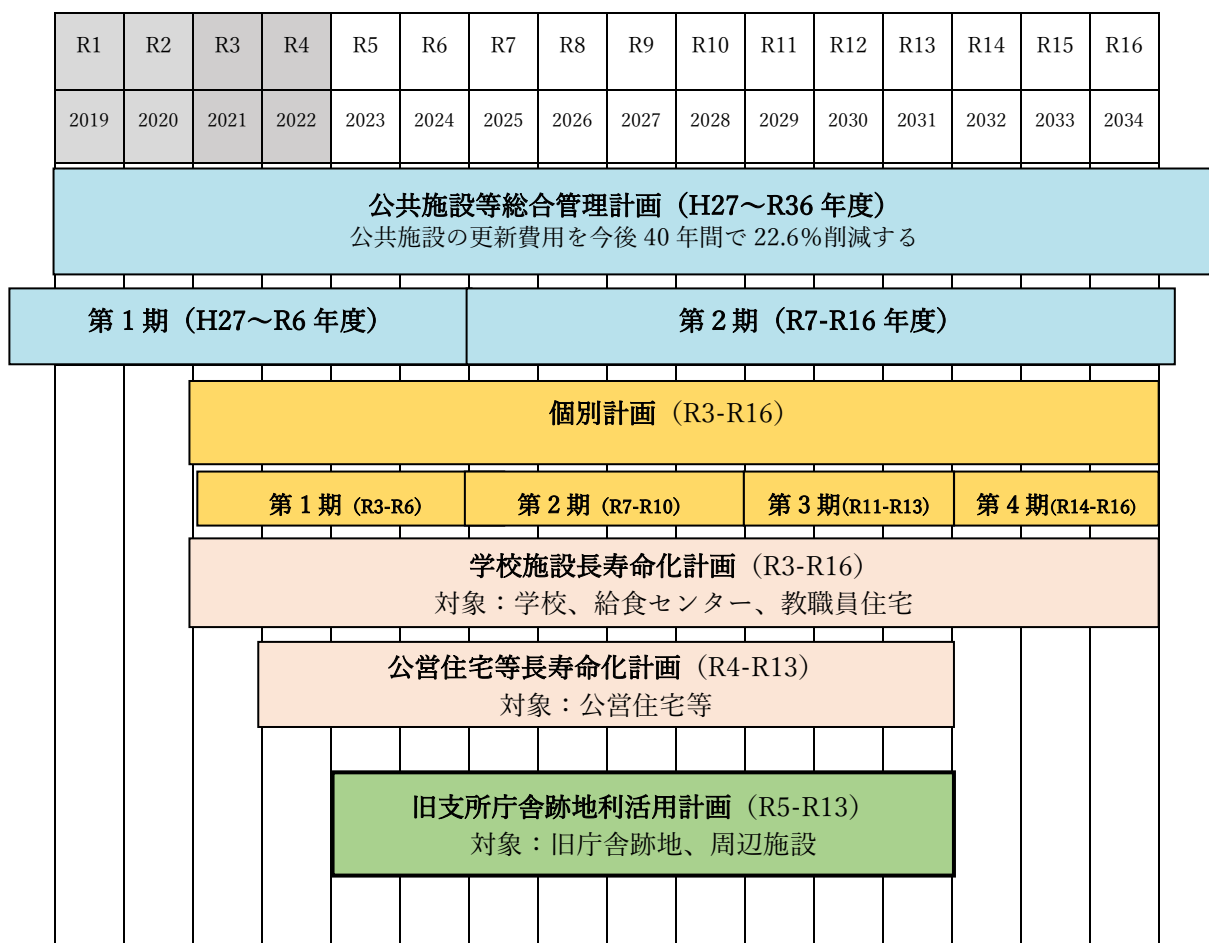 R1 R2 R3 R4 R5 R6 R7 R8 R9 R10 R11 R12 R13 R14 R15 R16
2019 2020 2021 2022 2023 2024 2025 2026 2027 2028 2029 2030 2031 2032 2033 2034
公共施設等総合管理計画（H27～R36 年度）
公共施設の更新費用を今後 40 年間で 22.6%削減する
第 1 期（H27～R6 年度） 第 2 期（R7-R16 年度）
個別計画（R3-R16）
第 1 期 (R3-R6) 第 2 期 (R7-R10) 第 3 期(R11-R13) 第 4 期(R14-R16)
学校施設長寿命化計画（R3-R16）
対象：学校、給食センター、教職員住宅
公営住宅等長寿命化計画（R4-R13）
対象：公営住宅等
旧支所庁舎跡地利活用計画（R5-R13）
対象：旧庁舎跡地、周辺施設